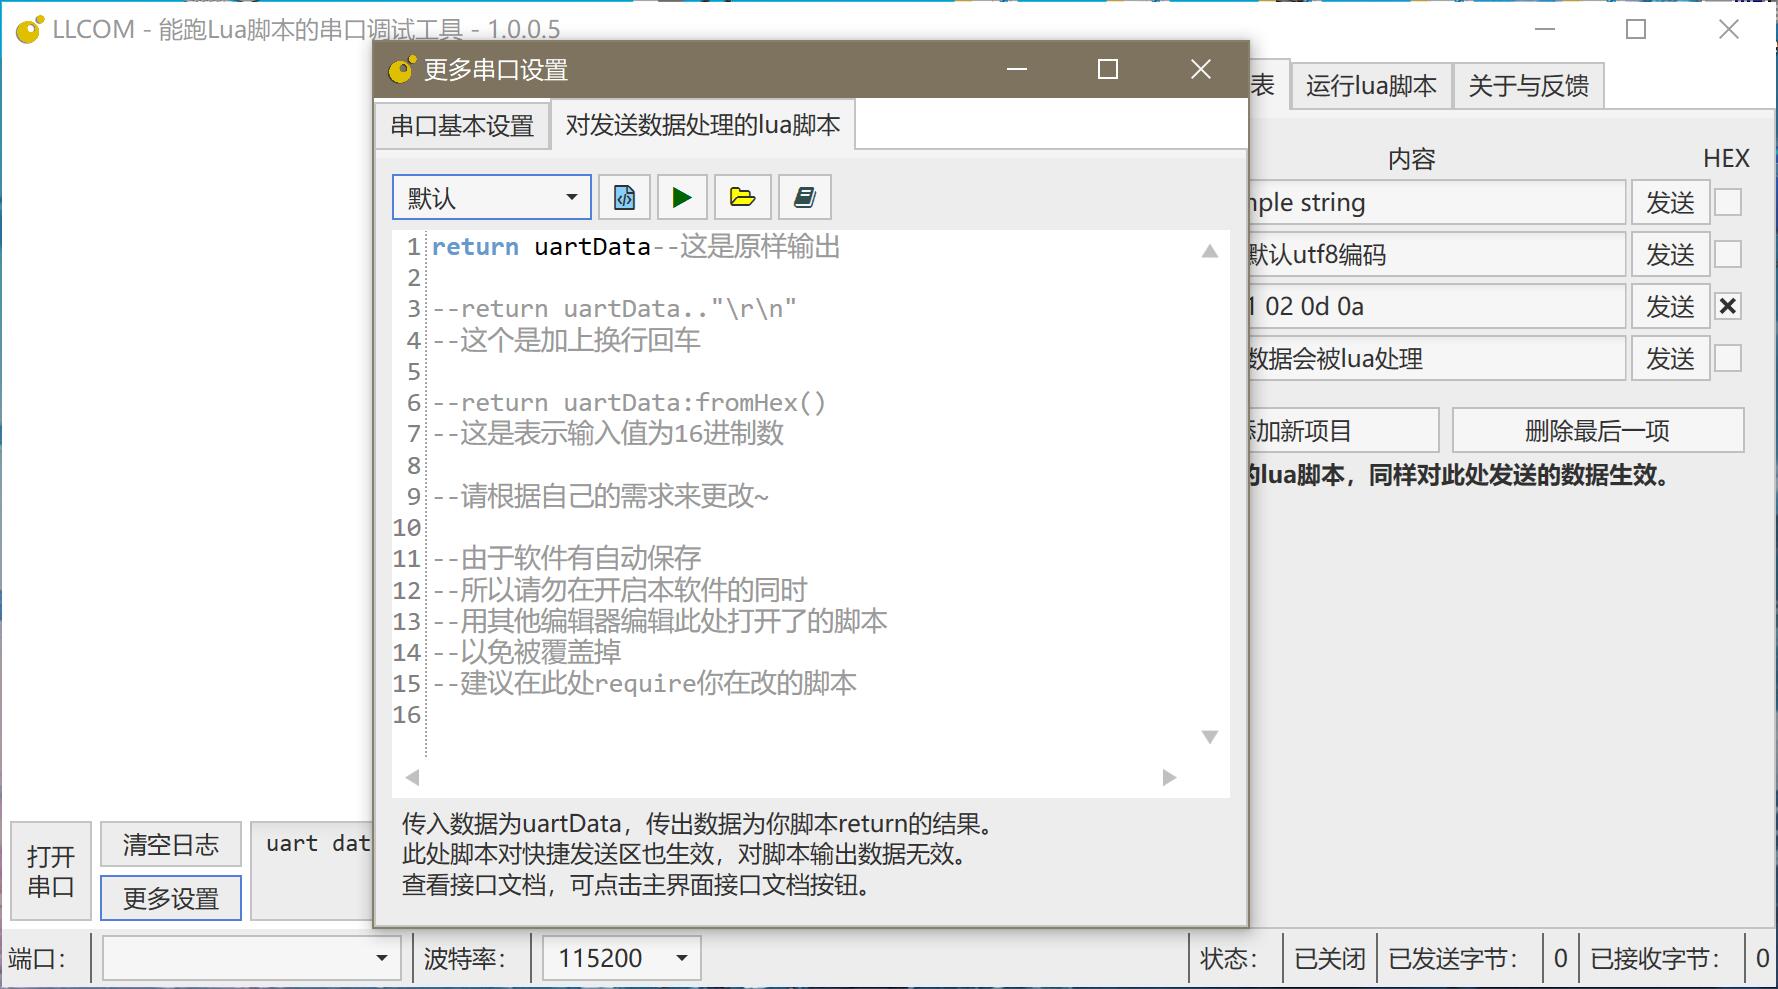 LLCOM - 能跑Lua脚本的串口调试工具 - 1.0.0.5
更多串口设置
串口基本设置
对发送数据处理的lua脚本
默认
1 return uartData--这是原样输出
2
3 --return uartData.."\r\n"
4 --这个是加上换行回车
5
6 --return uartData:fromHex()
7 --这是表示输入值为16进制数
8
9 --请根据自己的需求来更改~
10
11 --由于软件有自动保存
12 --所以请勿在开启本软件的同时
13 --用其他编辑器编辑此处打开了的脚本
14 --以免被覆盖掉
15 --建议在此处require你在改的脚本
16
传入数据为uartData，传出数据为你脚本return的结果。
此处脚本对快捷发送区也生效，对脚本输出数据无效。
查看接口文档，可点击主界面接口文档按钮。
表
运行lua脚本
关于与反馈
内容 HEX
string 发送
默认utf8编码 发送
02 0d 0a 发送
数据会被lua处理 发送
加新项目 删除最后一项
lua脚本，同样对此处发送的数据生效。
打开
串口
清空日志
更多设置
uart dat
端口：
波特率： 115200
状态： 已关闭 已发送字节： 0 已接收字节： 0